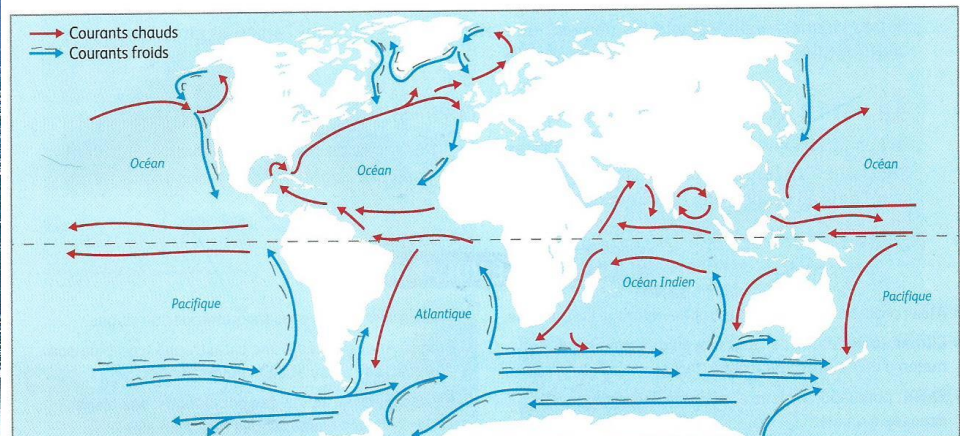 Courants chauds
Courants froids
Océan
Océan
Océan
Océan Indien
Pacifique
Atlantique
Pacifique